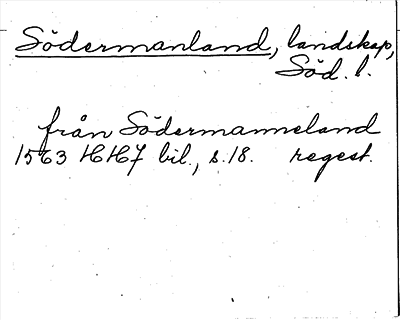 Södermanland, landskap,
Söd. l.
från Södermanneland
1563 HH7 bil., s.18. regest.